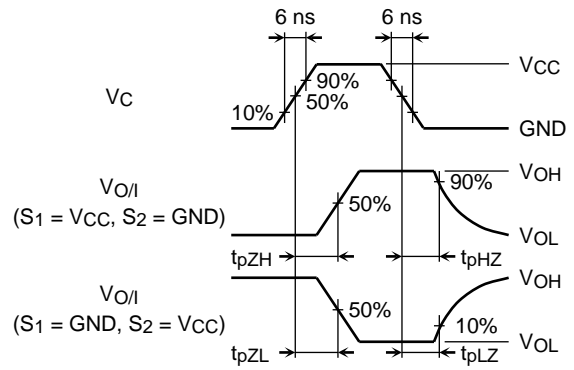 6 ns 6 ns
VCC
90%
VC 50%
10%
GND
VOH
VO/I 90%
(S1 = VCC, S2 = GND) 50%
VOL
tpZH tpHZ
VOH
VO/I
(S1 = GND, S2 = VCC) 50%
10%
VOL
tpZL tpLZ